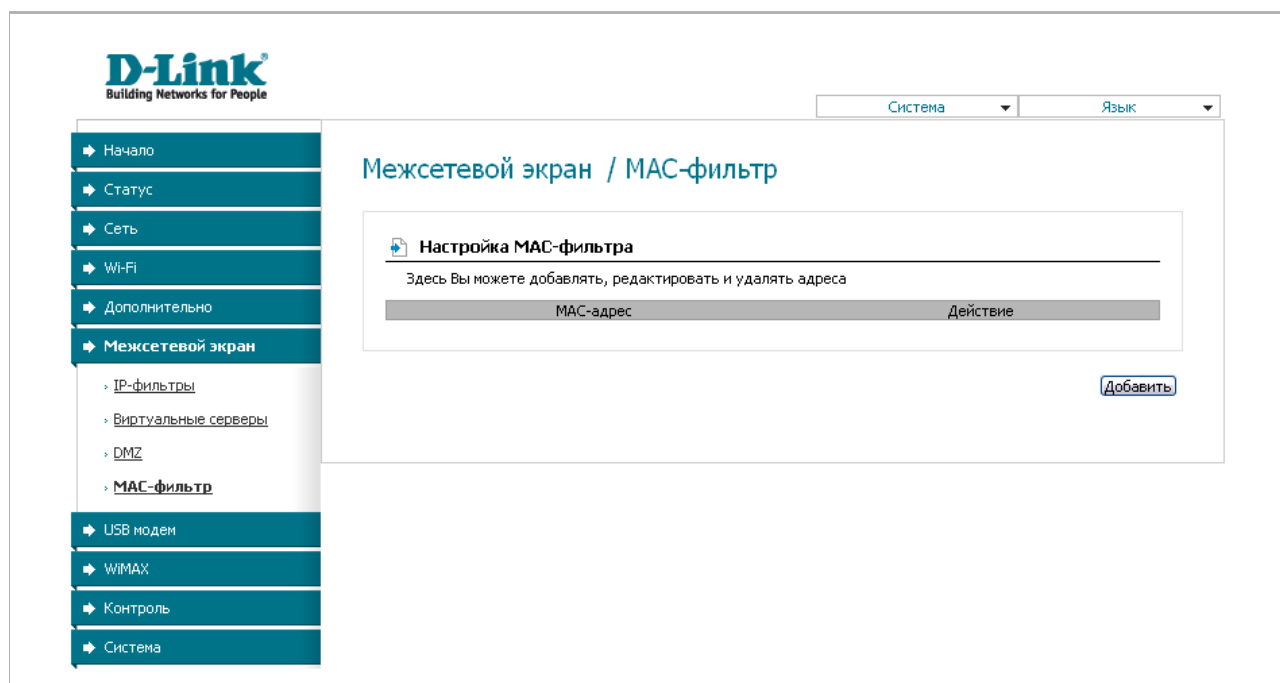 D-Link
Building Networks for People
Система
Язык
Начало
Статус
Сеть
Wi-Fi
Дополнительно
Межсетевой экран
IP-фильтры
Виртуальные серверы
DMZ
MAC-фильтр
USB модем
WiMAX
Контроль
Система
Межсетевой экран / MAC-фильтр
Настройка MAC-фильтра
Здесь Вы можете добавлять, редактировать и удалять адреса
MAC-адрес Действие
Добавить